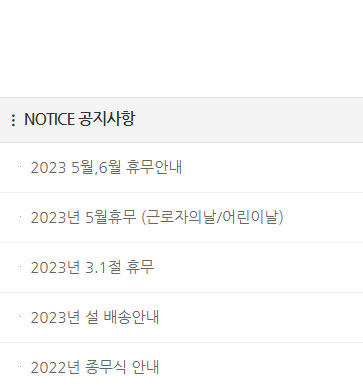 NOTICE 공지사항
2023 5월,6월 휴무안내
2023년 5월휴무 (근로자의날/어린이날)
2023년 3.1절 휴무
2023년 설 배송안내
2022년 종무식 안내